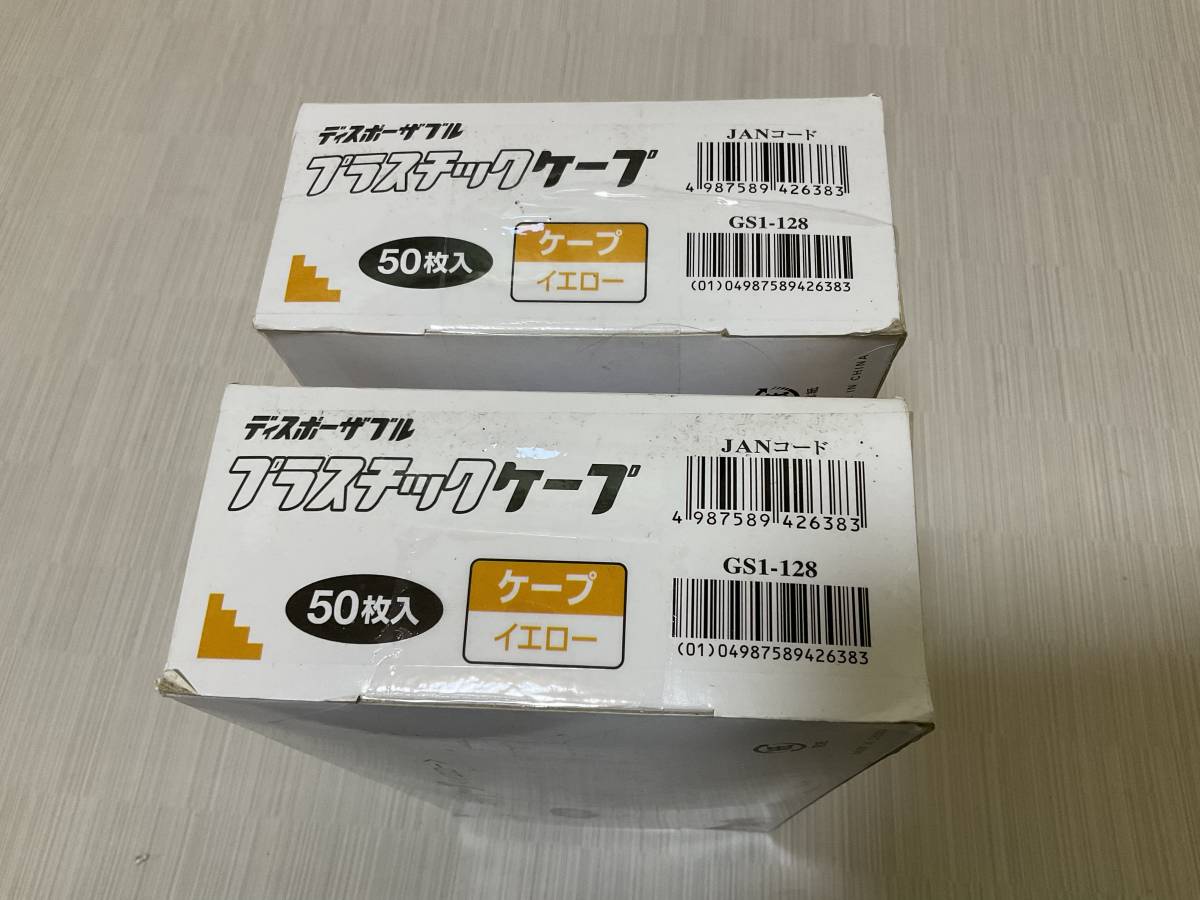 ディスポーザブル
プラスチックケープ
50枚入
ケープ
イエロー
JANコード
4 987589 426383
GS1-128
(01)04987589426383
IN CHINA
ディスポーザブル
プラスチックケープ
50枚入
ケープ
イエロー
JANコード
4 987589 426383
GS1-128
(01)04987589426383